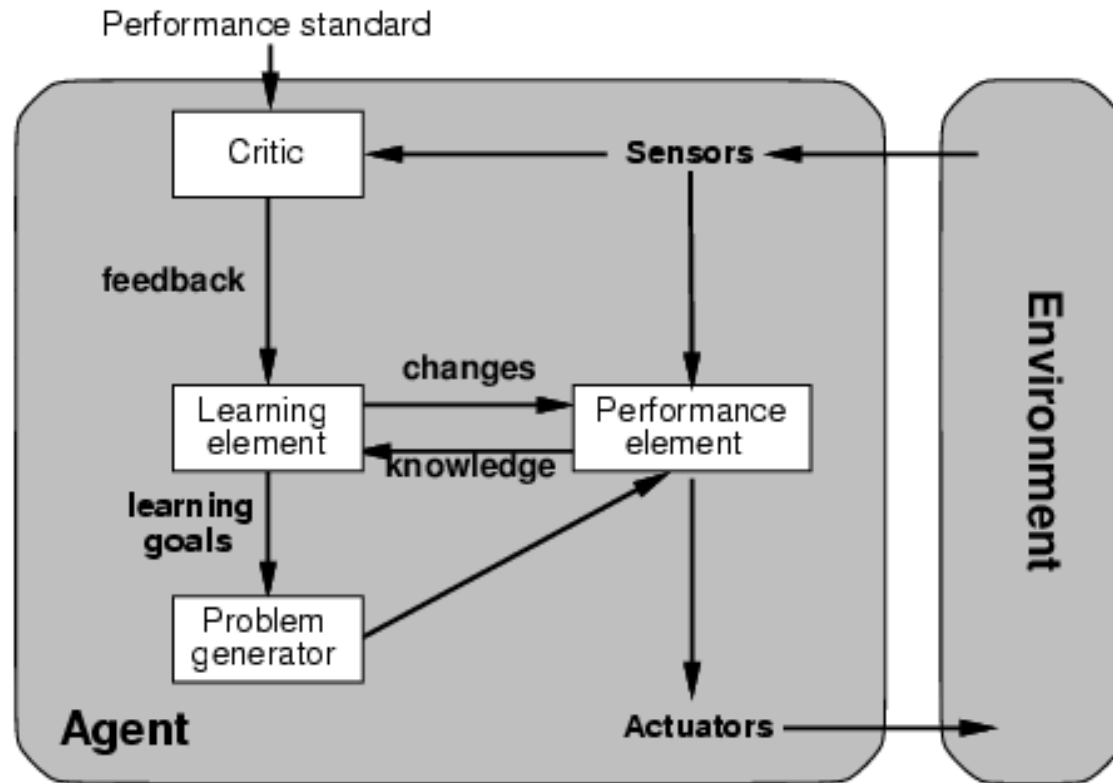 Performance standard
Critic
Sensors
feedback
changes
Learning
element
Performance
element
knowledge
learning
goals
Problem
generator
Agent
Actuators
Environment